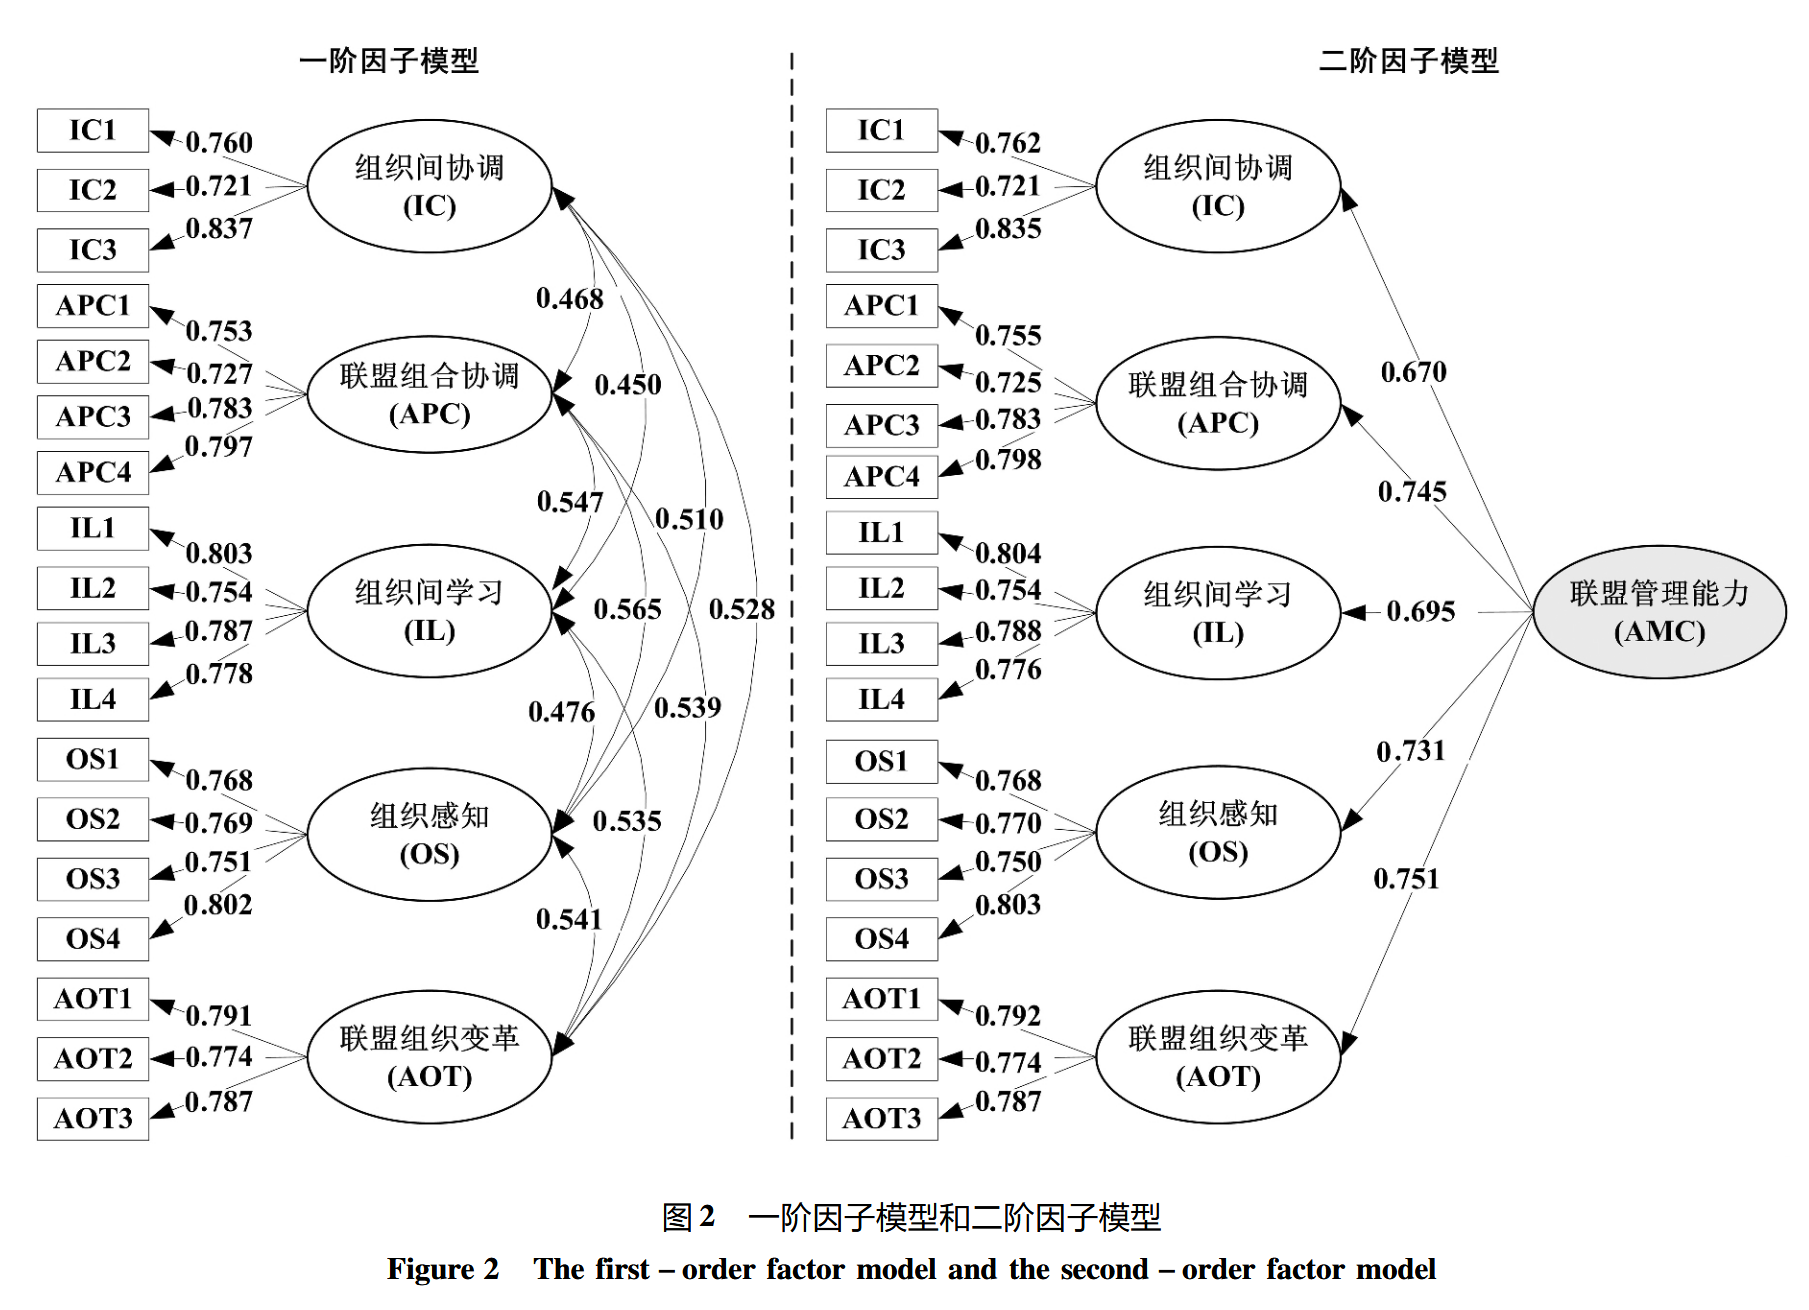 一阶因子模型
IC1
0.760
IC2
0.721
IC3
0.837
组织间协调
(IC)
APC1
0.753
APC2
0.727
APC3
0.783
APC4
0.797
联盟组合协调
(APC)
IL1
0.803
IL2
0.754
IL3
0.787
IL4
0.778
组织间学习
(IL)
OS1
0.768
OS2
0.769
OS3
0.751
OS4
0.802
组织感知
(OS)
AOT1
0.791
AOT2
0.774
AOT3
0.787
联盟组织变革
(AOT)
0.468
0.450
0.547
0.510
0.565
0.528
0.476
0.539
0.535
0.541
二阶因子模型
IC1
0.762
IC2
0.721
IC3
0.835
组织间协调
(IC)
APC1
0.755
APC2
0.725
APC3
0.783
APC4
0.798
联盟组合协调
(APC)
IL1
0.804
IL2
0.754
IL3
0.788
IL4
0.776
组织间学习
(IL)
OS1
0.768
OS2
0.770
OS3
0.750
OS4
0.803
组织感知
(OS)
AOT1
0.792
AOT2
0.774
AOT3
0.787
联盟组织变革
(AOT)
0.670
0.745
0.695
0.731
0.751
联盟管理能力
(AMC)
图2 一阶因子模型和二阶因子模型
Figure 2 The first－order factor model and the second－order factor model